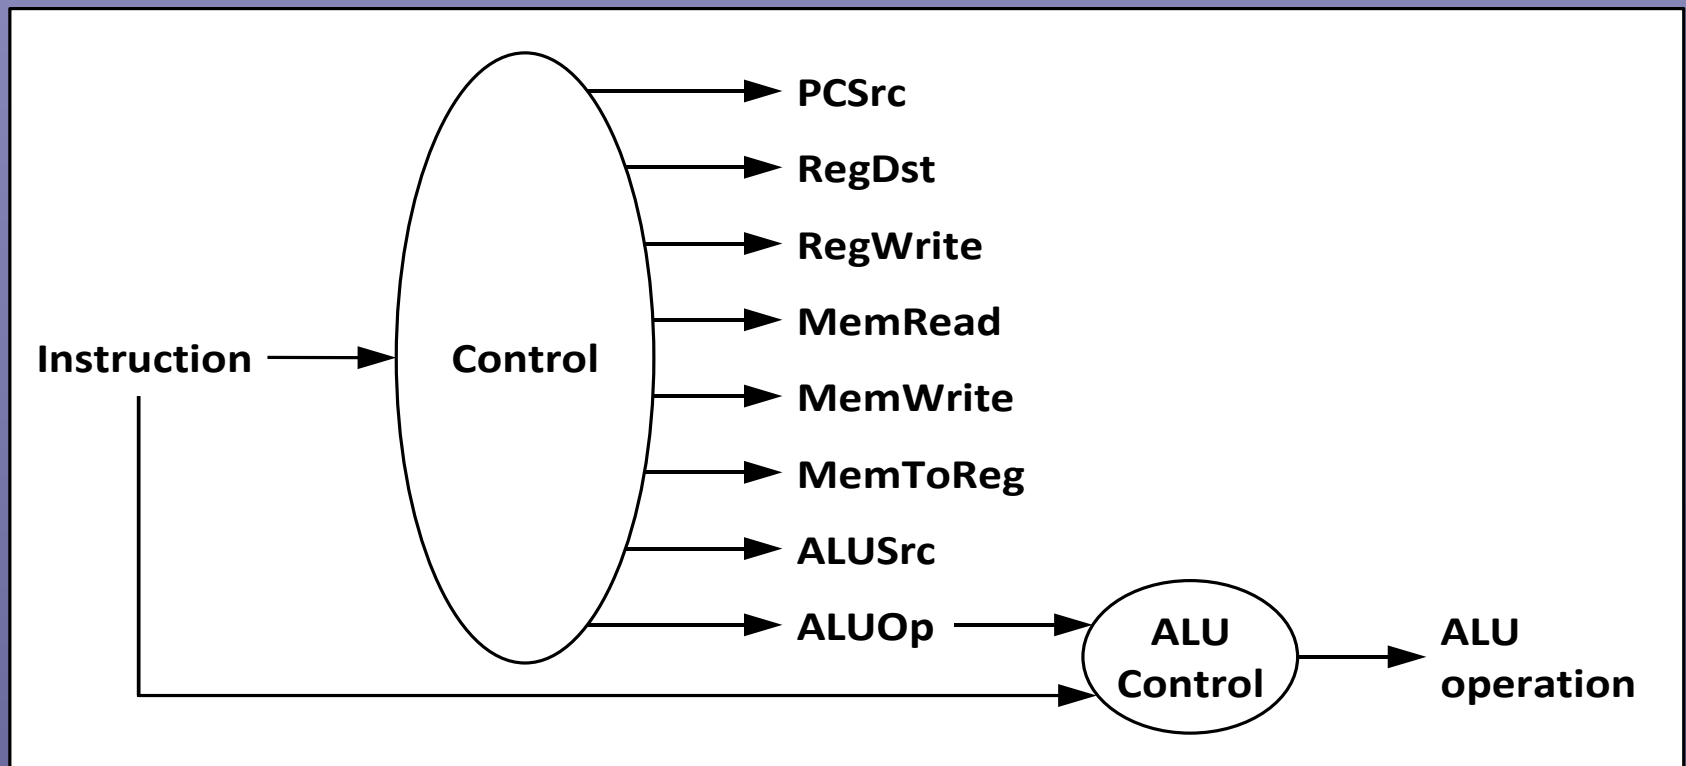 PCSrc
RegDst
RegWrite
MemRead
Instruction
Control
MemWrite
MemToReg
ALUSrc
ALUOp
ALU
Control
ALU
operation